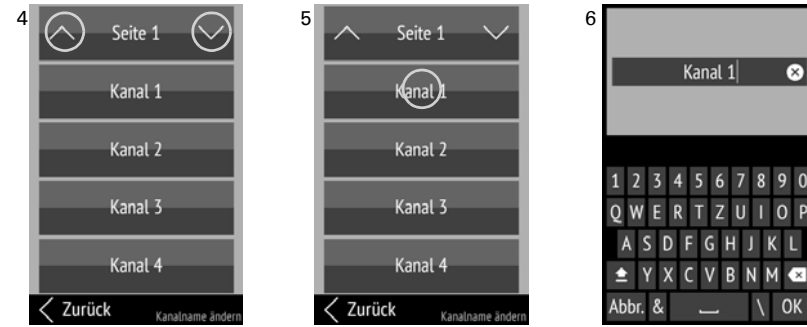 4
Seite 1
Kanal 1
Kanal 2
Kanal 3
Kanal 4
Zurück Kanalname ändern
5
Seite 1
Kanal 1
Kanal 2
Kanal 3
Kanal 4
Zurück Kanalname ändern
6
Kanal 1
1 2 3 4 5 6 7 8 9 0
Q W E R T Z U I O P
A S D F G H J K L
Y X C V B N M
Abbr. & \ OK